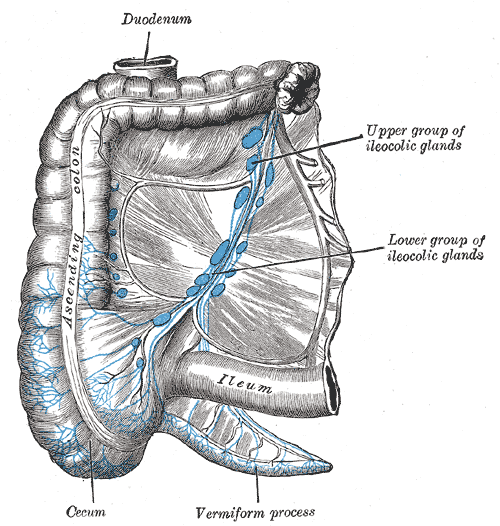 Duodenum
Upper group of
ileocolic glands
Ascending colon
Lower group of
ileocolic glands
Ileum
Cecum
Vermiform process